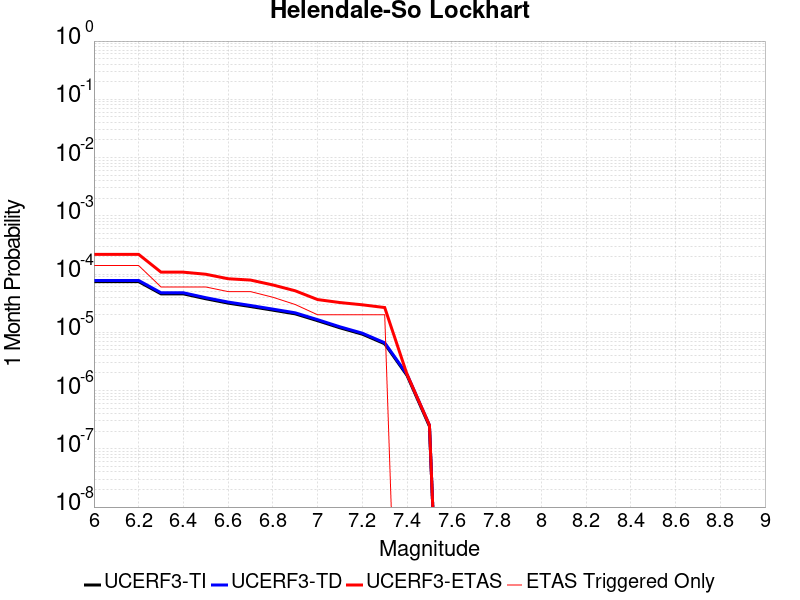 Helendale-So Lockhart
10^0
10^-1
10^-2
10^-3
10^-4
10^-5
10^-6
10^-7
10^-8
1 Month Probability
6 6.2 6.4 6.6 6.8 7 7.2 7.4 7.6 7.8 8 8.2 8.4 8.6 8.8 9
Magnitude
UCERF3-TI UCERF3-TD UCERF3-ETAS ETAS Triggered Only